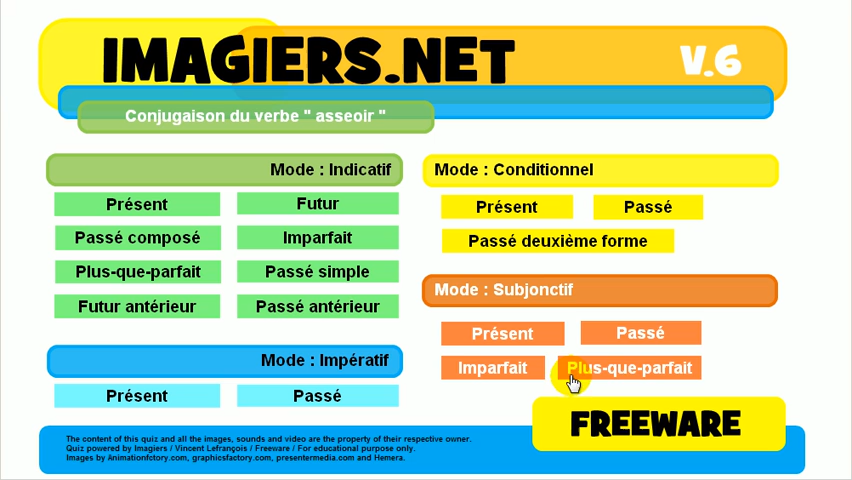 IMAGIERS.NET
V.6
Conjugaison du verbe " asseoir "
Mode : Indicatif
Présent
Futur
Passé composé
Imparfait
Plus-que-parfait
Passé simple
Futur antérieur
Passé antérieur
Mode : Impératif
Présent
Passé
Mode : Conditionnel
Présent
Passé
Passé deuxième forme
Mode : Subjonctif
Présent
Passé
Imparfait
Plus-que-parfait
FREEWARE
The content of this quiz and all the images, sounds and video are the property of their respective owner.
Quiz powered by Imagiers / Vincent Lefrançois / Freeware / For educational purpose only.
Images by Animationfctory.com, graphicsfactory.com, presentermedia.com and Hemera.